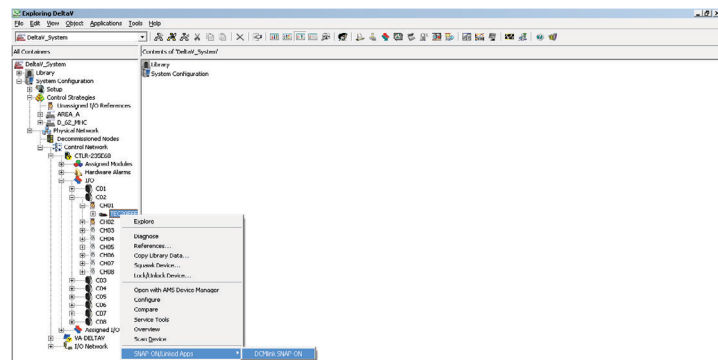 Exploring DeltaV
File Edit View Object Applications Tools Help
DeltaV_System
All Containers
Contents of 'DeltaV_System'
DeltaV_System
Library
System Configuration
Setup
Control Strategies
Unassigned I/O References
AREA_A
D_62_MHC
Physical Network
Decommissioned Nodes
Control Network
CTLR-235E60
Assigned Modules
Hardware Alarms
I/O
C01
C02
CH01
CH02
CH03
CH04
CH05
CH06
CH07
CH08
C03
C04
C05
C06
C07
C08
Assigned I/O
VA-DELTAV
I/O Network
Library
System Configuration
Explore
Diagnose
References...
Copy Library Data...
Squawk Device...
Lock/Unlock Device...
Open with AMS Device Manager
Configure
Compare
Service Tools
Overview
Scan Device
SNAP-ON/Linked Apps
DCMlink SNAP-ON